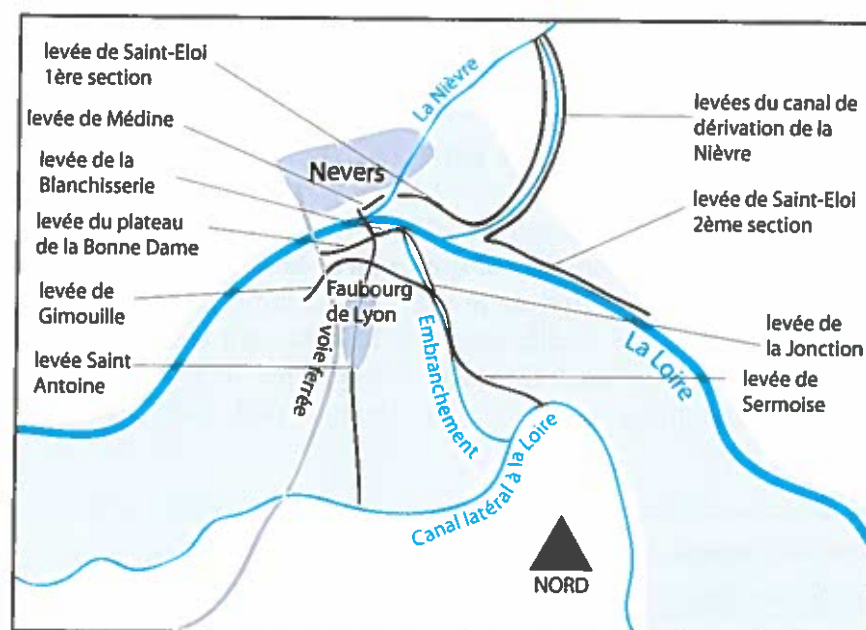 levée de Saint-Eloi
1ère section
levée de Médine
levée de la
Blanchisserie
levée du plateau
de la Bonne Dame
levée de
Gimouille
levée Saint
Antoine
La Nièvre
Nevers
Faubourg
de Lyon
voie ferrée
Embranchement
Canal latéral à la Loire
La Loire
levées du canal de
dérivation de la
Nièvre
levée de Saint-Eloi
2ème section
levée de
la Jonction
levée de
Sermoise
NORD